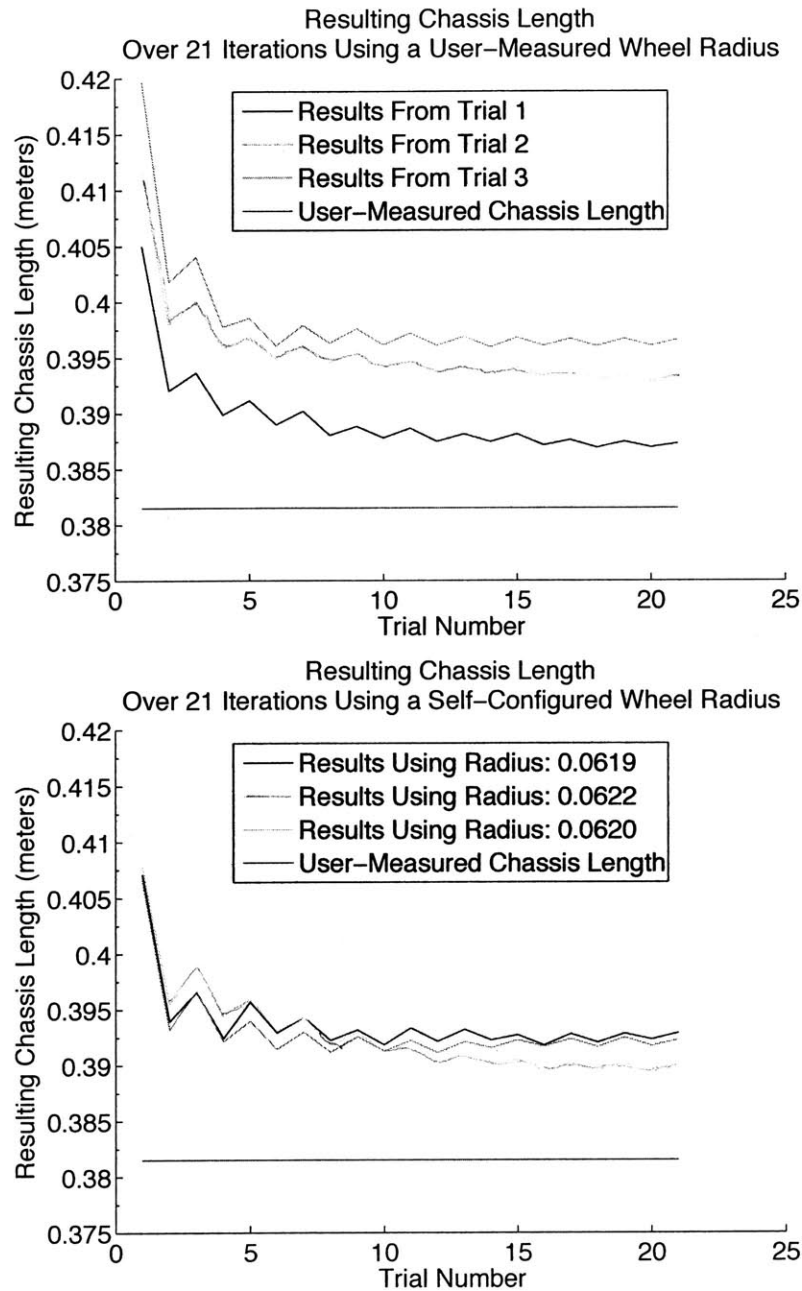 Resulting Chassis Length
Over 21 Iterations Using a User-Measured Wheel Radius
0.42
0.415
0.41
0.405
0.4
0.395
0.39
0.385
0.38
0.375
Resulting Chassis Length (meters)
Results From Trial 1
Results From Trial 2
Results From Trial 3
User-Measured Chassis Length
0 5 10 15 20 25
Trial Number
Resulting Chassis Length
Over 21 Iterations Using a Self-Configured Wheel Radius
0.42
0.415
0.41
0.405
0.4
0.395
0.39
0.385
0.38
0.375
Resulting Chassis Length (meters)
Results Using Radius: 0.0619
Results Using Radius: 0.0622
Results Using Radius: 0.0620
User-Measured Chassis Length
0 5 10 15 20 25
Trial Number